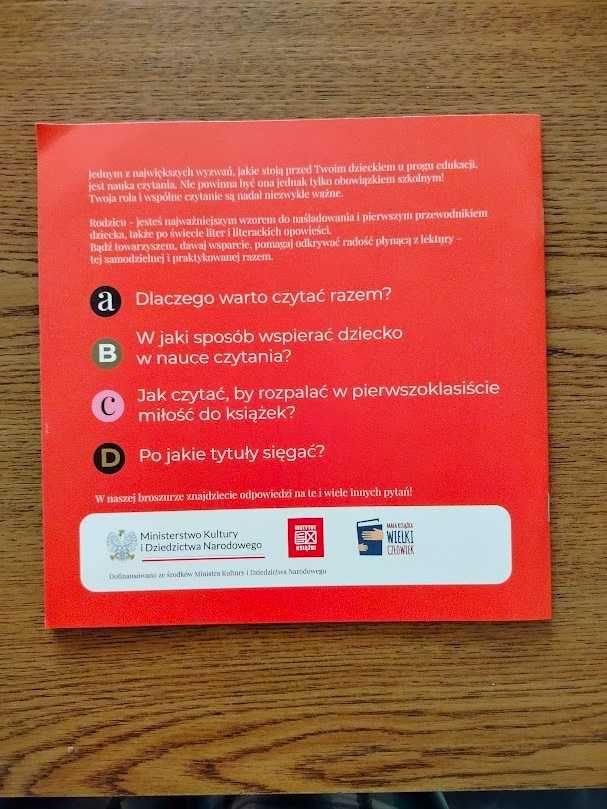 Jednym z największych wyzwań, jakie stoją przed Twoim dzieckiem u progu edukacji,
jest nauka czytania. Nie powinna być ona jednak tylko obowiązkiem szkolnym!
Twoja rola i wspólne czytanie są nadal niezwykle ważne.
Rodzicu – jesteś najważniejszym wzorem do naśladowania i pierwszym przewodnikiem
dziecka, także po świecie liter i literackich opowieści.
Bądź towarzyszem, dawaj wsparcie, pomagaj odkrywać radość płynącą z lektury –
tej samodzielnej i praktykowanej razem.
a Dlaczego warto czytać razem?
B W jaki sposób wspierać dziecko
w nauce czytania?
c Jak czytać, by rozpalać w pierwszoklasiście
miłość do książek?
D Po jakie tytuły sięgać?
W naszej broszurze znajdziecie odpowiedzi na te i wiele innych pytań!
Ministerstwo Kultury
i Dziedzictwa Narodowego
Dofinansowano ze środków Ministra Kultury i Dziedzictwa Narodowego
INSTYTUT
KSIĄŻKI
MAŁA KSIĄŻKA
WIELKI
CZŁOWIEK